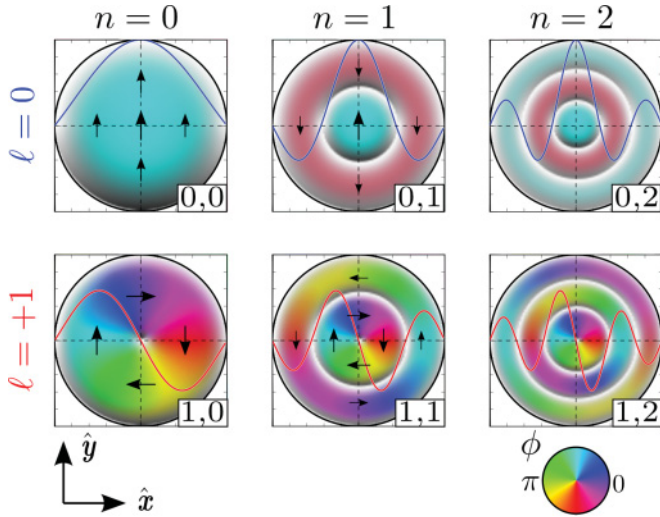 n = 0
n = 1
n = 2
ℓ = 0
0,0
0,1
0,2
ℓ = +1
1,0
1,1
1,2
ŷ
x̂
ϕ
π
0